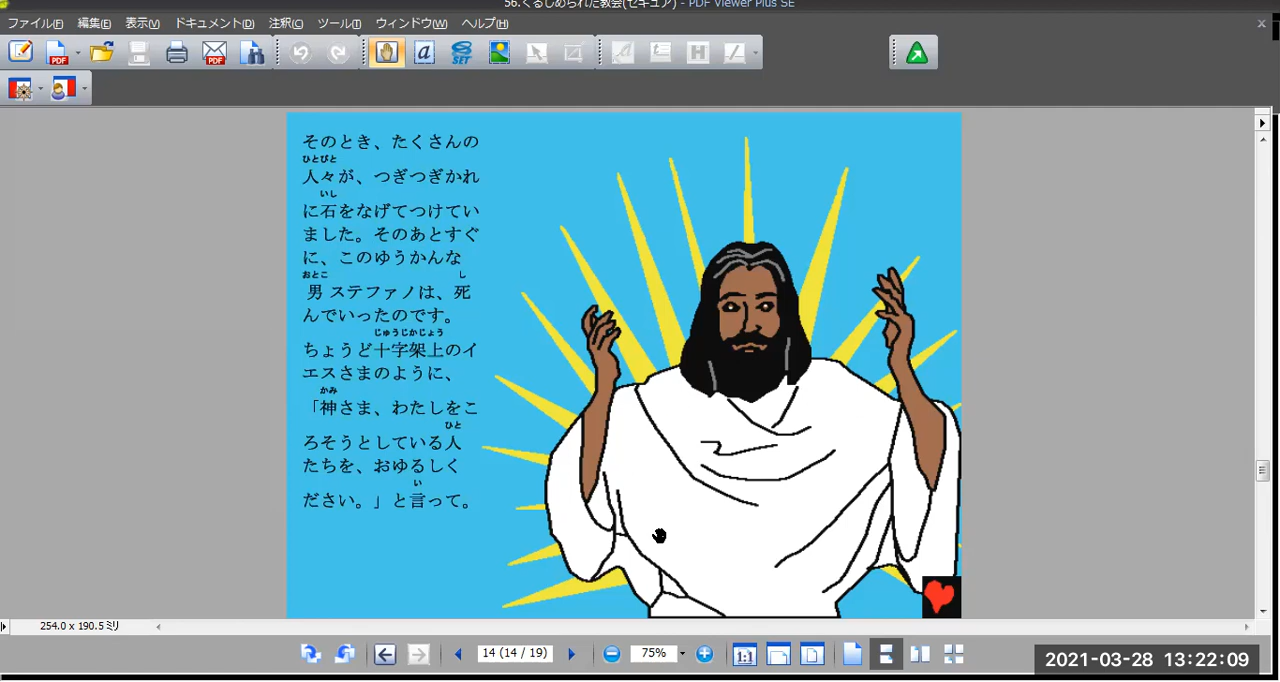 56.くるしめられた教会(セキュア) - PDF Viewer Plus SE
ファイル(F) 編集(E) 表示(V) ドキュメント(D) 注釈(C) ツール(T) ウィンドウ(W) ヘルプ(H)
そのとき、たくさんの
ひとびと
人々が、つぎつぎかれ
いし
に石をなげてつけてい
ました。そのあとすぐ
に、このゆうかんな
おとこ し
男 ステファノは、死
んでいったのです。
じゅうじかじょう
ちょうど十字架上のイ
エスさまのように、
かみ
「神さま、わたしをこ
ひと
ろそうとしている人
たちを、おゆるしく
い
ださい。」と言って。
254.0 x 190.5 ミリ
14 (14 / 19)
75%
1:1
2021-03-28 13:22:09